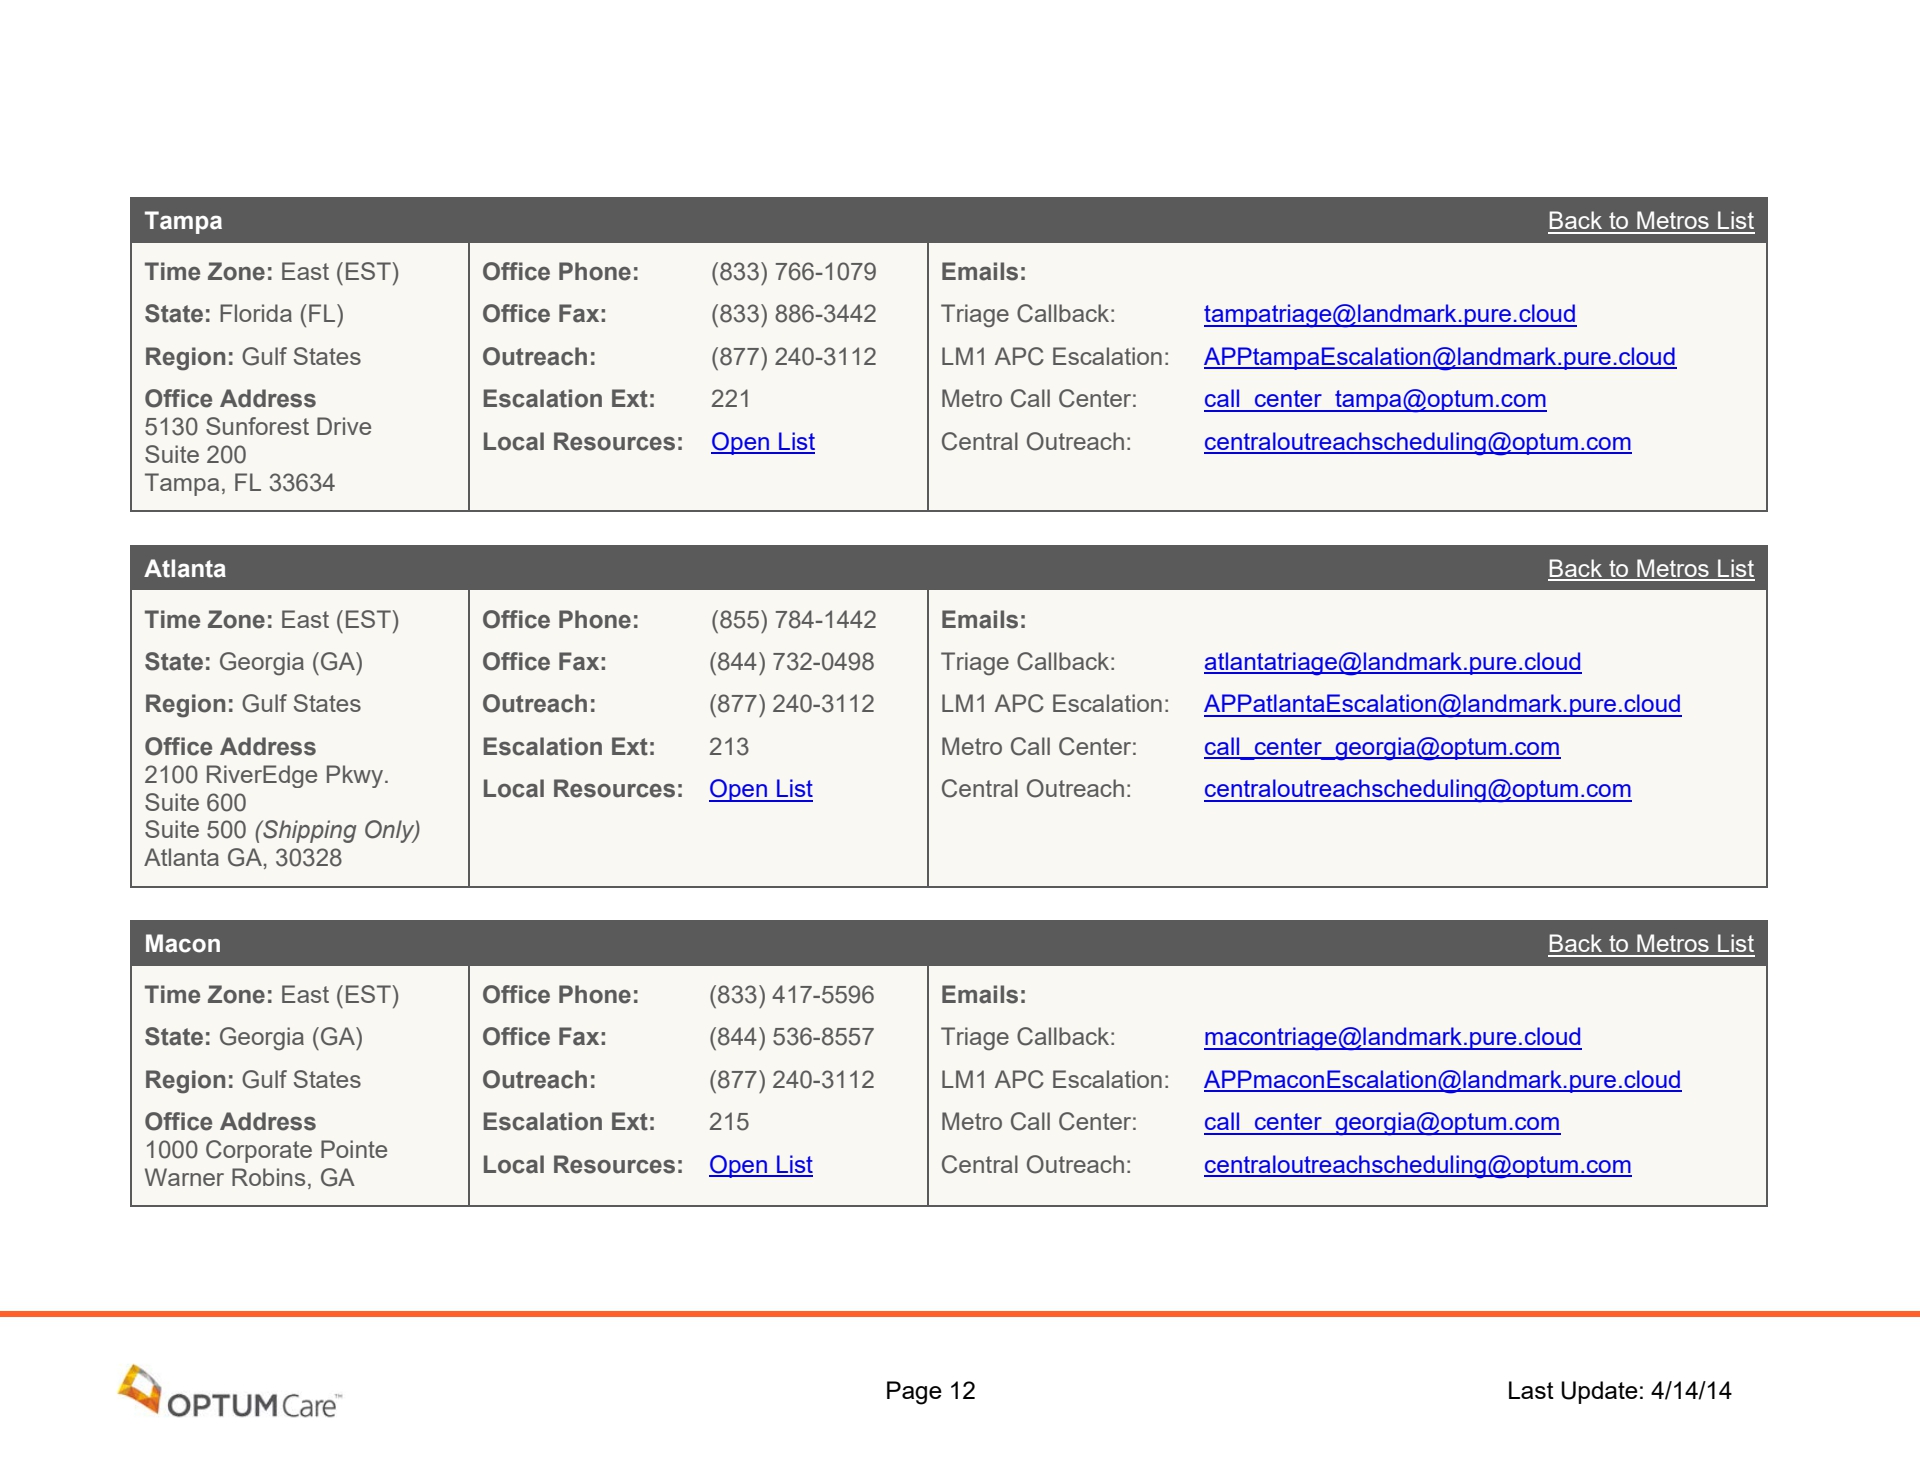 Tampa Back to Metros List
Time Zone: East (EST)
State: Florida (FL)
Region: Gulf States
Office Address
5130 Sunforest Drive
Suite 200
Tampa, FL 33634
Office Phone: (833) 766-1079
Office Fax: (833) 886-3442
Outreach: (877) 240-3112
Escalation Ext: 221
Local Resources: Open List
Emails:
Triage Callback: tampatriage@landmark.pure.cloud
LM1 APC Escalation: APPtampaEscalation@landmark.pure.cloud
Metro Call Center: call_center_tampa@optum.com
Central Outreach: centraloutreachscheduling@optum.com
Atlanta Back to Metros List
Time Zone: East (EST)
State: Georgia (GA)
Region: Gulf States
Office Address
2100 RiverEdge Pkwy.
Suite 600
Suite 500 (Shipping Only)
Atlanta GA, 30328
Office Phone: (855) 784-1442
Office Fax: (844) 732-0498
Outreach: (877) 240-3112
Escalation Ext: 213
Local Resources: Open List
Emails:
Triage Callback: atlantatriage@landmark.pure.cloud
LM1 APC Escalation: APPatlantaEscalation@landmark.pure.cloud
Metro Call Center: call_center_georgia@optum.com
Central Outreach: centraloutreachscheduling@optum.com
Macon Back to Metros List
Time Zone: East (EST)
State: Georgia (GA)
Region: Gulf States
Office Address
1000 Corporate Pointe
Warner Robins, GA
Office Phone: (833) 417-5596
Office Fax: (844) 536-8557
Outreach: (877) 240-3112
Escalation Ext: 215
Local Resources: Open List
Emails:
Triage Callback: macontriage@landmark.pure.cloud
LM1 APC Escalation: APPmaconEscalation@landmark.pure.cloud
Metro Call Center: call_center_georgia@optum.com
Central Outreach: centraloutreachscheduling@optum.com
OPTUMCare™ Page 12 Last Update: 4/14/14